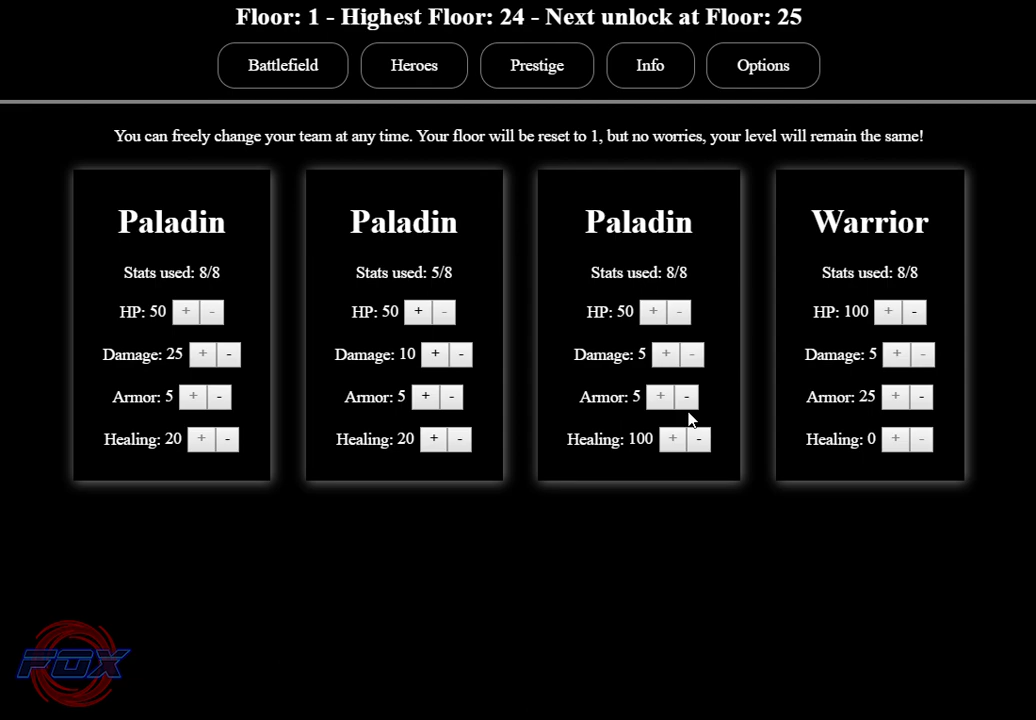 Floor: 1 - Highest Floor: 24 - Next unlock at Floor: 25
Battlefield Heroes Prestige Info Options
You can freely change your team at any time. Your floor will be reset to 1, but no worries, your level will remain the same!
Paladin
Stats used: 8/8
HP: 50 + -
Damage: 25 + -
Armor: 5 + -
Healing: 20 + -
Paladin
Stats used: 5/8
HP: 50 + -
Damage: 10 + -
Armor: 5 + -
Healing: 20 + -
Paladin
Stats used: 8/8
HP: 50 + -
Damage: 5 + -
Armor: 5 + -
Healing: 100 + -
Warrior
Stats used: 8/8
HP: 100 + -
Damage: 5 + -
Armor: 25 + -
Healing: 0 + -
FOX